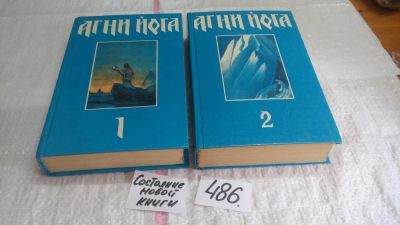 АГНИ ЙОГА
1
АГНИ ЙОГА
2
Состояние
новой
книги
486.